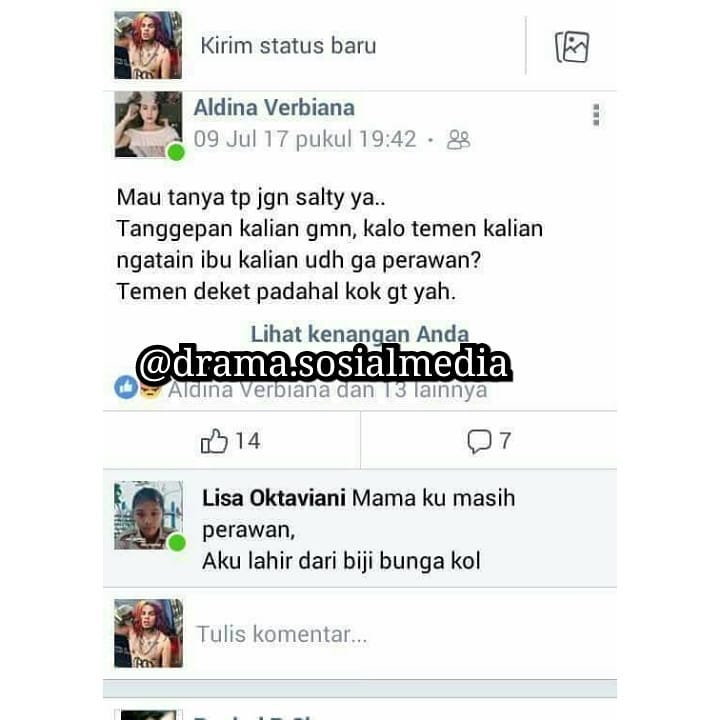 Kirim status baru
Aldina Verbiana
09 Jul 17 pukul 19:42 ·
Mau tanya tp jgn salty ya..
Tanggepan kalian gmn, kalo temen kalian
ngatain ibu kalian udh ga perawan?
Temen deket padahal kok gt yah.
Lihat kenangan Anda
@drama.sosialmedia
Aldina Verbiana dan 13 lainnya
14
7
Lisa Oktaviani Mama ku masih
perawan,
Aku lahir dari biji bunga kol
Tulis komentar...